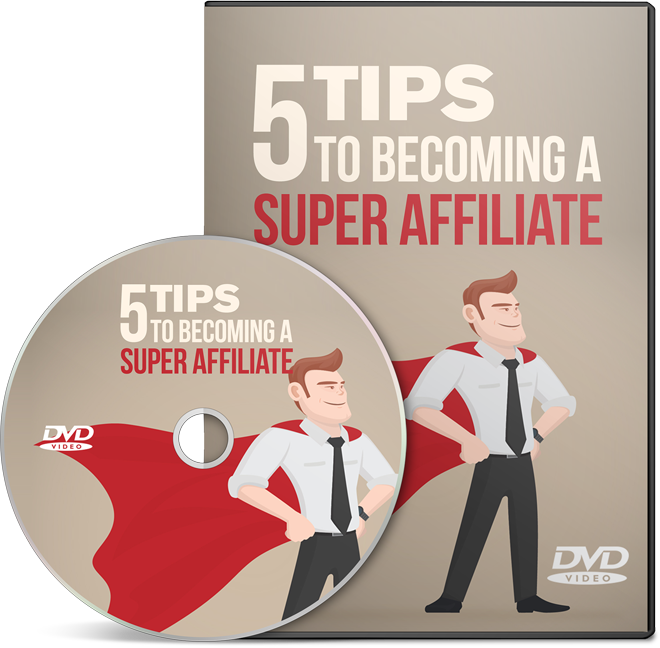 5 TIPS
TO BECOMING A
SUPER AFFILIATE
5 TIPS
TO BECOMING A
SUPER AFFILIATE
DVD
VIDEO
DVD
VIDEO